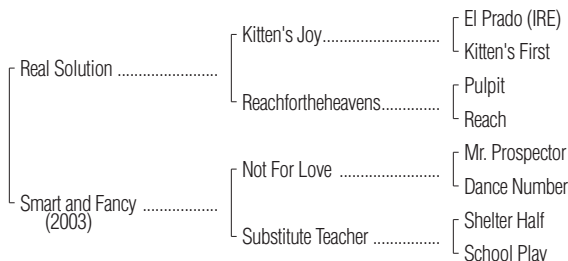 El Prado (IRE)
Kitten's Joy........................
Kitten's First
Real Solution .......................
Pulpit
Reachfortheheavens..............
Reach
Mr. Prospector
Not For Love .......................
Dance Number
Smart and Fancy .................
(2003)
Shelter Half
Substitute Teacher ...............
School Play